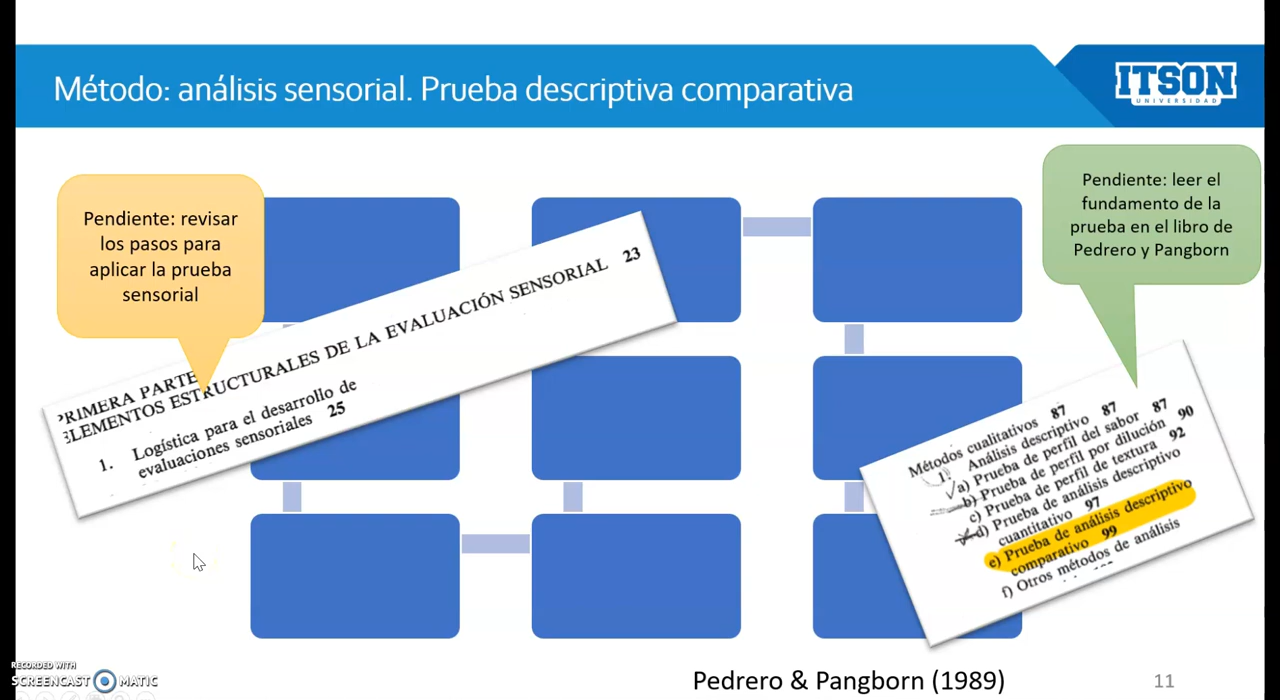 Método: análisis sensorial. Prueba descriptiva comparativa
ITSON
UNIVERSIDAD
Pendiente: revisar
los pasos para
aplicar la prueba
sensorial
Pendiente: leer el
fundamento de la
prueba en el libro de
Pedrero y Pangborn
PRIMERA PARTE
ELEMENTOS ESTRUCTURALES DE LA EVALUACIÓN SENSORIAL 23
1. Logística para el desarrollo de
evaluaciones sensoriales 25
Métodos cualitativos 87
1. Análisis descriptivo 87
a) Prueba de perfil del sabor 87
b) Prueba de perfil por dilución 90
c) Prueba de perfil de textura 92
d) Prueba de análisis descriptivo
cuantitativo 97
e) Prueba de análisis descriptivo
comparativo 99
f) Otros métodos de análisis
Pedrero & Pangborn (1989)
11
RECORDED WITH
SCREENCAST MATIC